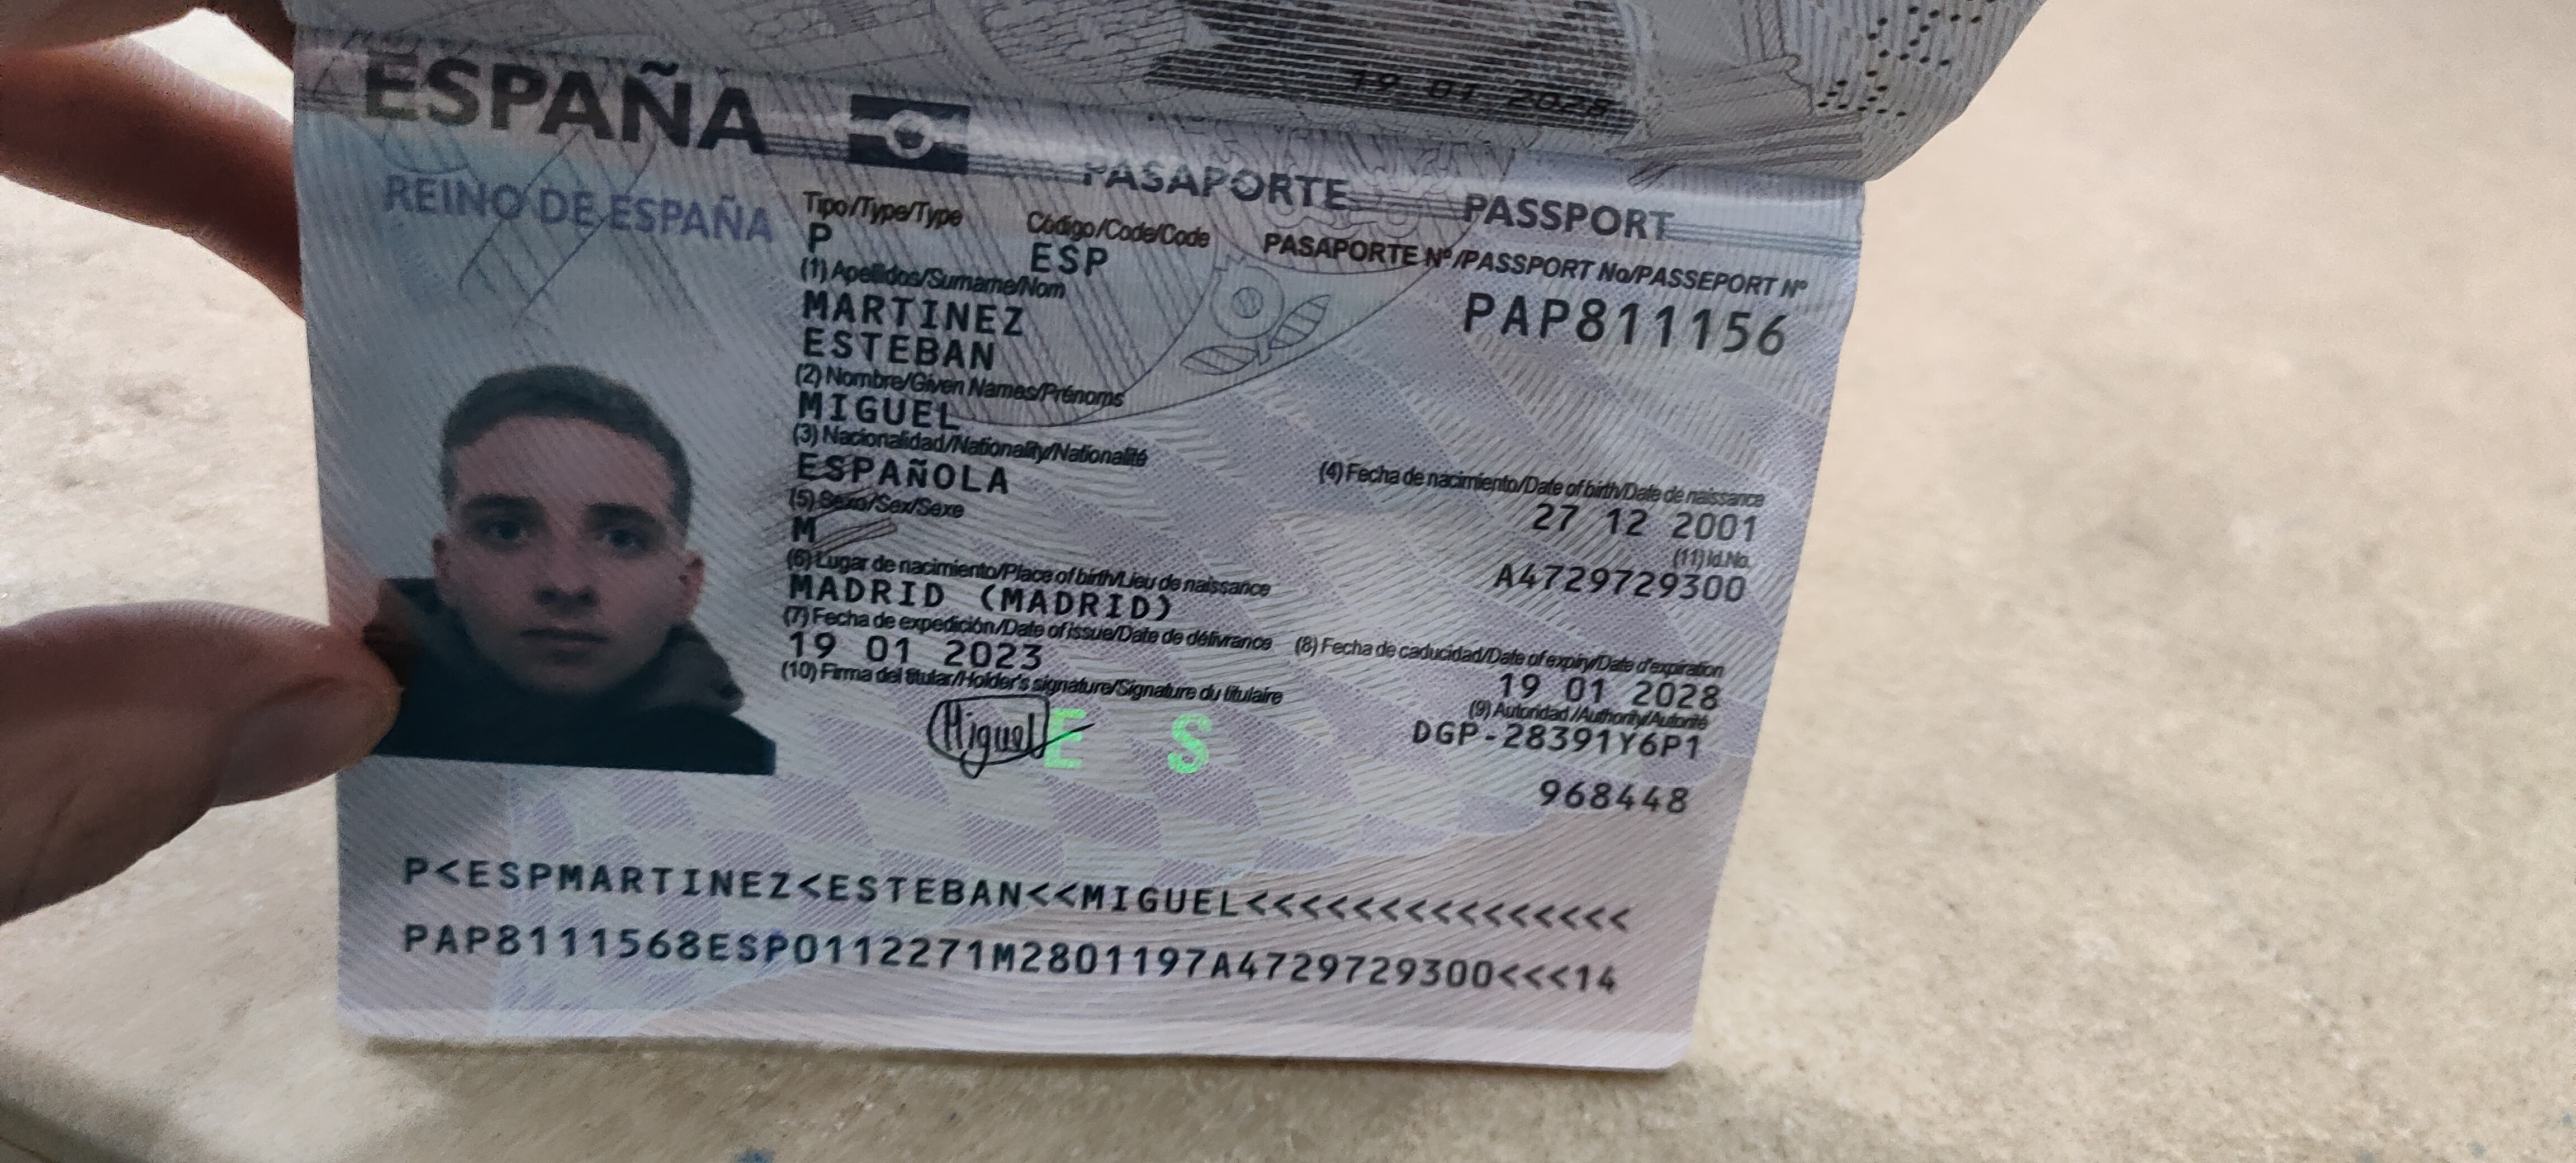 19 01 2028
ESPAÑA
PASAPORTE PASSPORT
REINO DE ESPAÑA
Tipo/Type/Type Código/Code/Code PASAPORTE Nº/PASSPORT No/PASSEPORT Nº
P ESP PAP811156
(1) Apellidos/Surname/Nom
MARTINEZ
ESTEBAN
(2) Nombre/Given Names/Prénoms
MIGUEL
(3) Nacionalidad/Nationality/Nationalité
ESPAÑOLA
(4) Fecha de nacimiento/Date of birth/Date de naissance
27 12 2001
(5) Sexo/Sex/Sexe
M
(11) Id.No.
A4729729300
(6) Lugar de nacimiento/Place of birth/Lieu de naissance
MADRID (MADRID)
(7) Fecha de expedición/Date of issue/Date de délivrance (8) Fecha de caducidad/Date of expiry/Date d'expiration
19 01 2023 19 01 2028
(10) Firma del titular/Holder's signature/Signature du titulaire (9) Autoridad/Authority/Autorité
Miguel E S DGP-28391Y6P1
968448
P<ESPMARTINEZ<ESTEBAN<<MIGUEL<<<<<<<<<<<<<<<
PAP8111568ESP0112271M2801197A4729729300<<<14